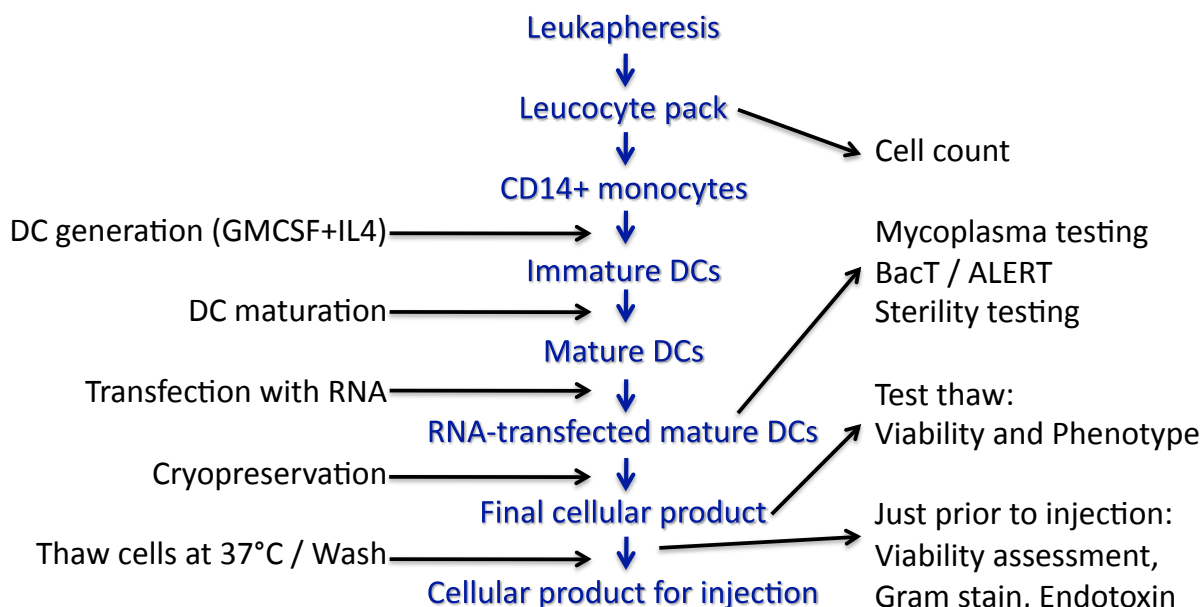 Leukapheresis
Leucocyte pack
Cell count
CD14+ monocytes
DC generation (GMCSF+IL4)
Mycoplasma testing
Immature DCs
BacT / ALERT
DC maturation
Sterility testing
Mature DCs
Transfection with RNA
Test thaw:
RNA-transfected mature DCs
Viability and Phenotype
Cryopreservation
Final cellular product
Just prior to injection:
Thaw cells at 37°C / Wash
Viability assessment,
Cellular product for injection
Gram stain, Endotoxin